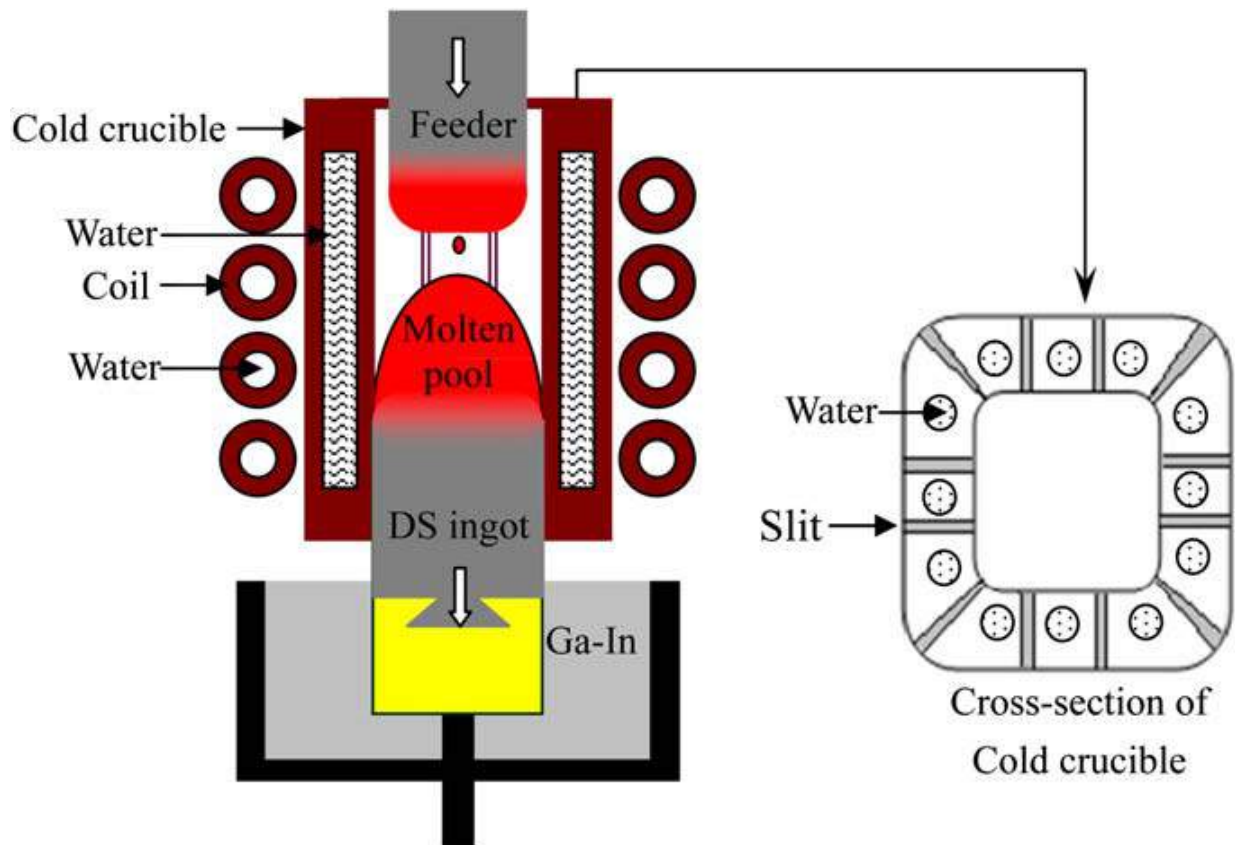 Feeder
Cold crucible
Water
Coil
Water
Molten
pool
DS ingot
Ga-In
Water
Slit
Cross-section of
Cold crucible